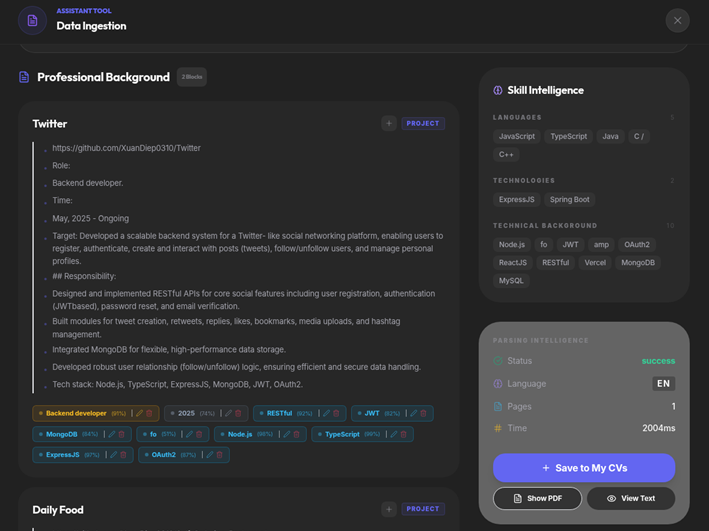 ASSISTANT TOOL
Data Ingestion
Professional Background
2 Blocks
Twitter
PROJECT
https://github.com/XuanDiep0310/Twitter
Role:
Backend developer.
Time:
May, 2025 - Ongoing
Target: Developed a scalable backend system for a Twitter- like social networking platform, enabling users to
register, authenticate, create and interact with posts (tweets), follow/unfollow users, and manage personal
profiles.
## Responsibility:
Designed and implemented RESTful APIs for core social features including user registration, authentication
(JWTbased), password reset, and email verification.
Built modules for tweet creation, retweets, replies, likes, bookmarks, media uploads, and hashtag
management.
Integrated MongoDB for flexible, high-performance data storage.
Developed robust user relationship (follow/unfollow) logic, ensuring efficient and secure data handling.
Tech stack: Node.js, TypeScript, ExpressJS, MongoDB, JWT, OAuth2.
Backend developer (91%) | 2025 (74%) | RESTful (92%) | JWT (52%) |
MongoDB (84%) | fo (51%) | Node.js (98%) | TypeScript (99%) |
ExpressJS (97%) | OAuth2 (57%) |
Daily Food
PROJECT
Skill Intelligence
LANGUAGES 5
JavaScript TypeScript Java C /
C++
TECHNOLOGIES 2
ExpressJS Spring Boot
TECHNICAL BACKGROUND 10
Node.js fo JWT amp OAuth2
ReactJS RESTful Vercel MongoDB
MySQL
PARSING INTELLIGENCE
Status success
Language EN
Pages 1
Time 2004ms
+ Save to My CVs
Show PDF View Text